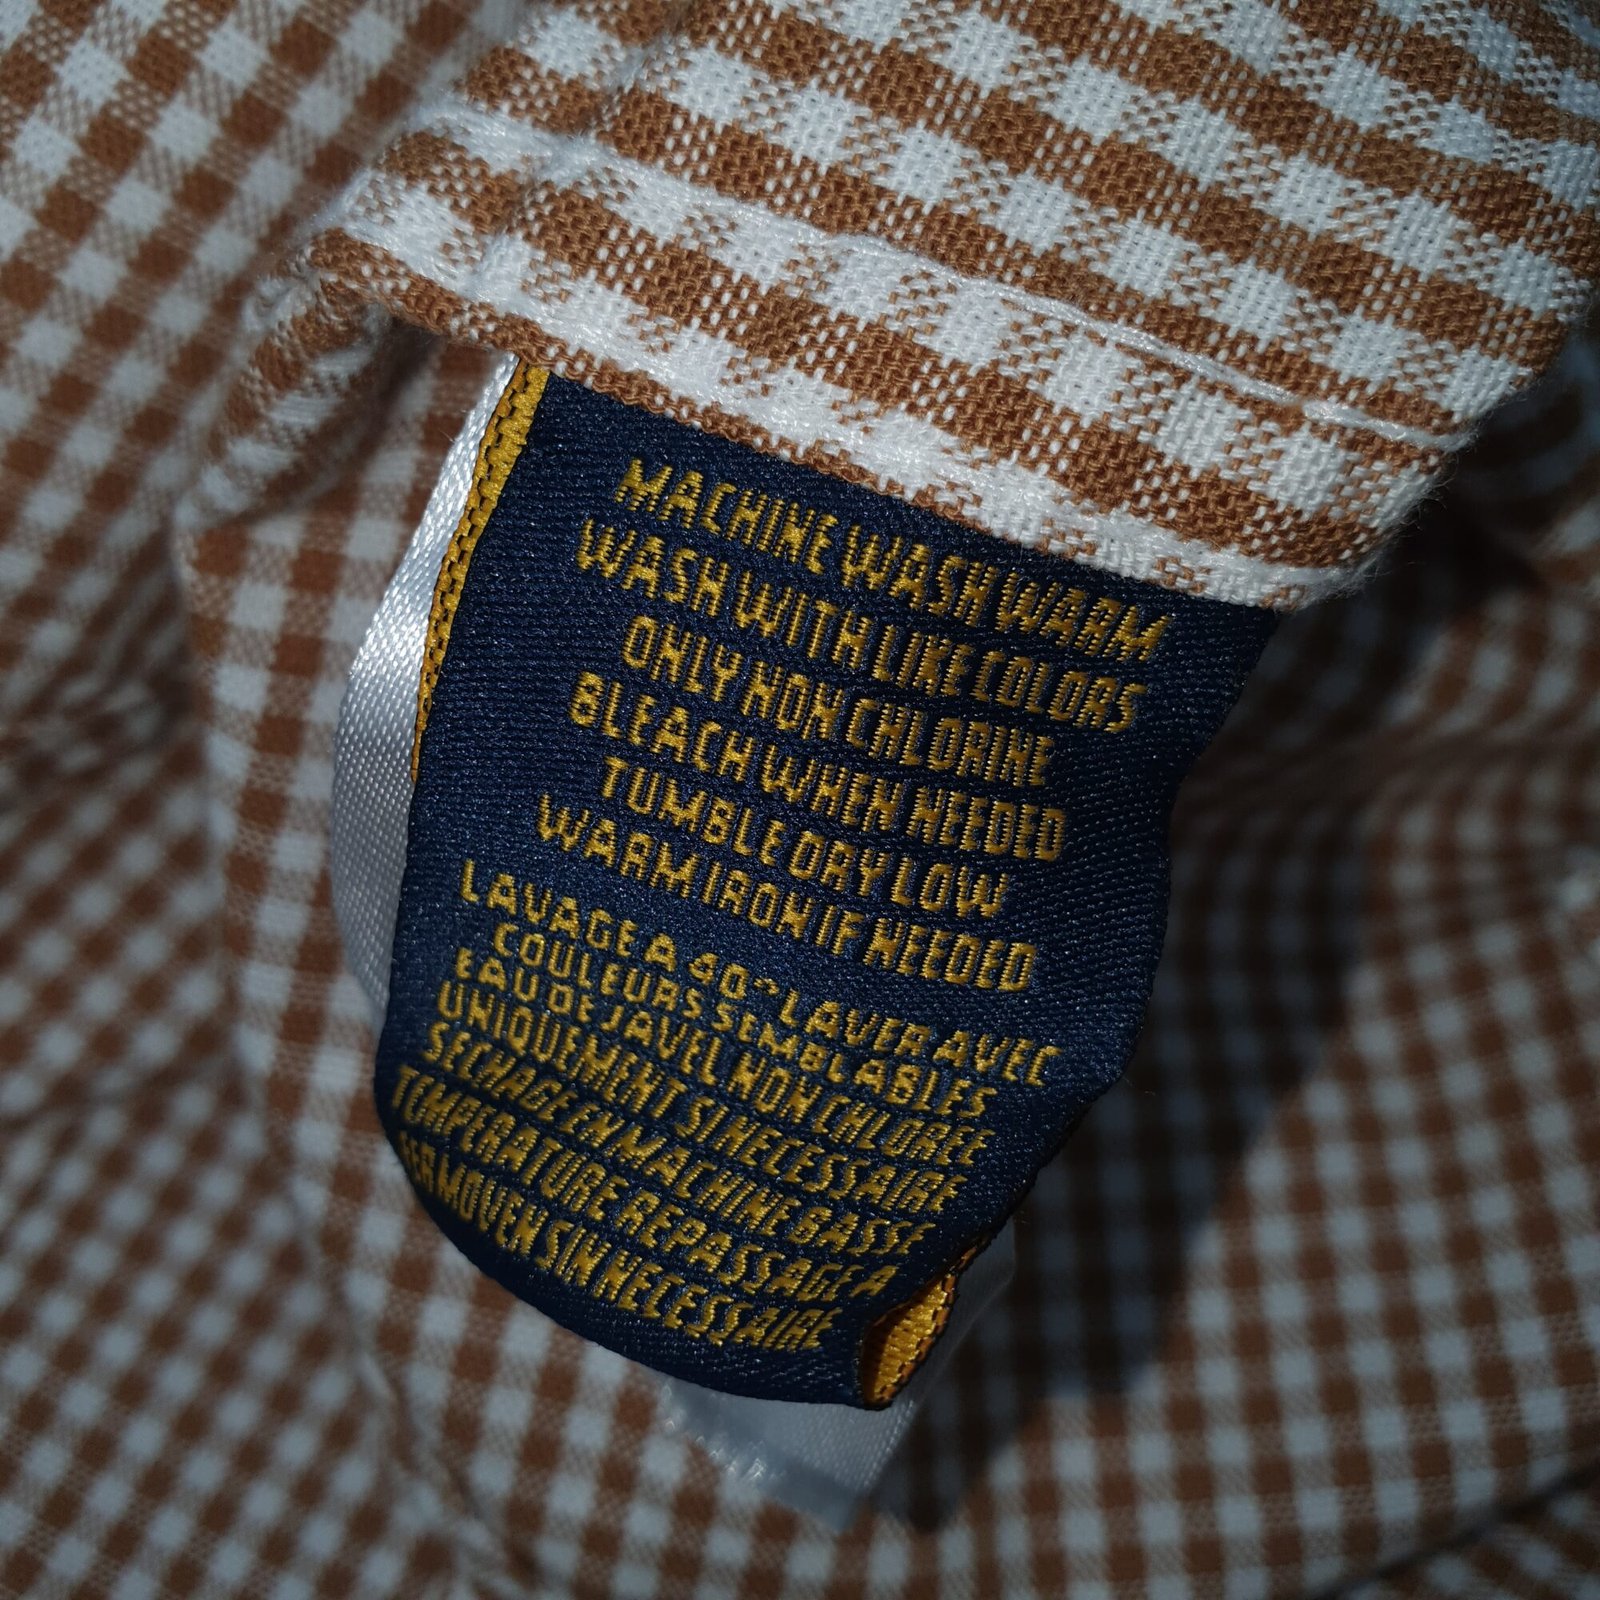 MACHINE WASH WARM
WASH WITH LIKE COLORS
ONLY NON CHLORINE
BLEACH WHEN NEEDED
TUMBLE DRY LOW
WARM IRON IF NEEDED
LAVAGE A 40° LAVER AVEC
COULEURS SEMBLABLES
EAU DE JAVEL NON CHLOREE
UNIQUEMENT SI NECESSAIRE
SECHAGE EN MACHINE BASSE
TEMPERATURE REPASSAGE A
FER MOYEN SI NECESSAIRE